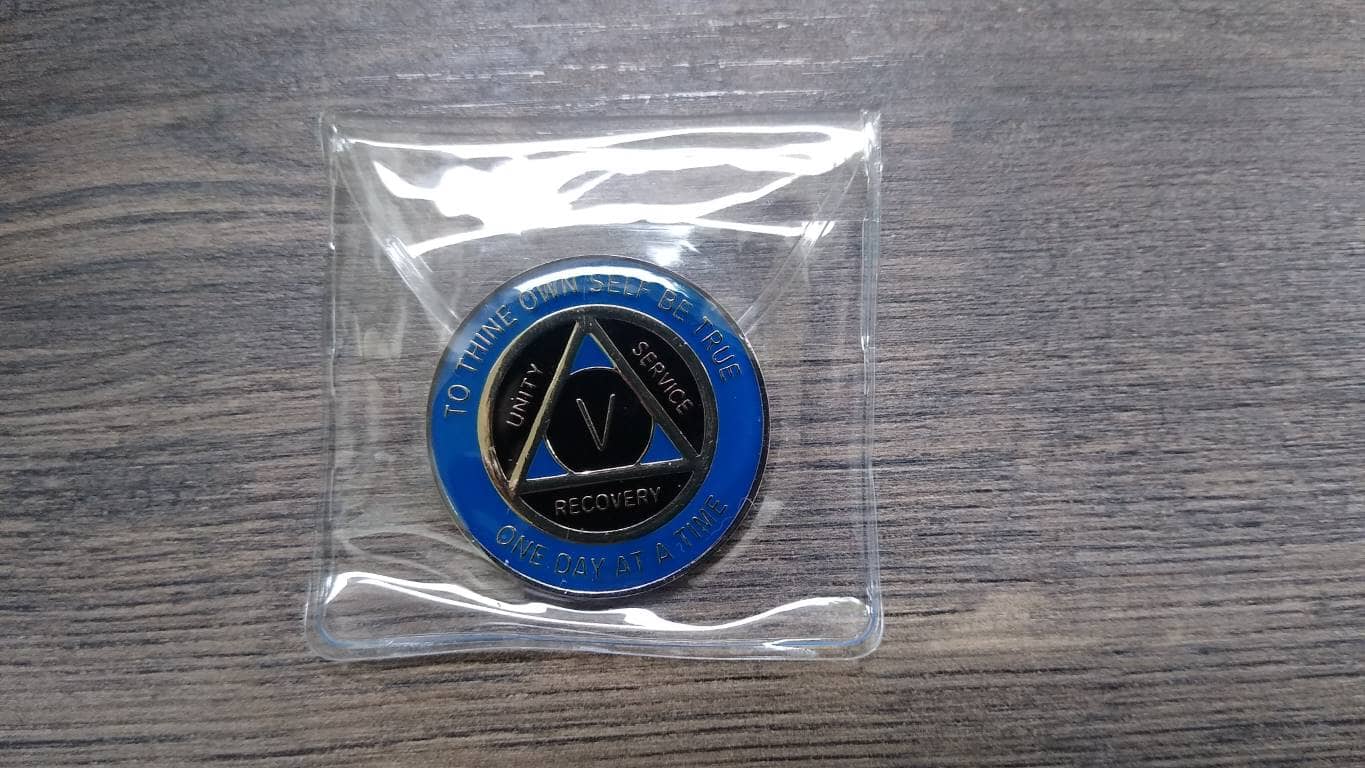 TO THINE OWN SELF BE TRUE
UNITY
SERVICE
V
RECOVERY
ONE DAY AT A TIME